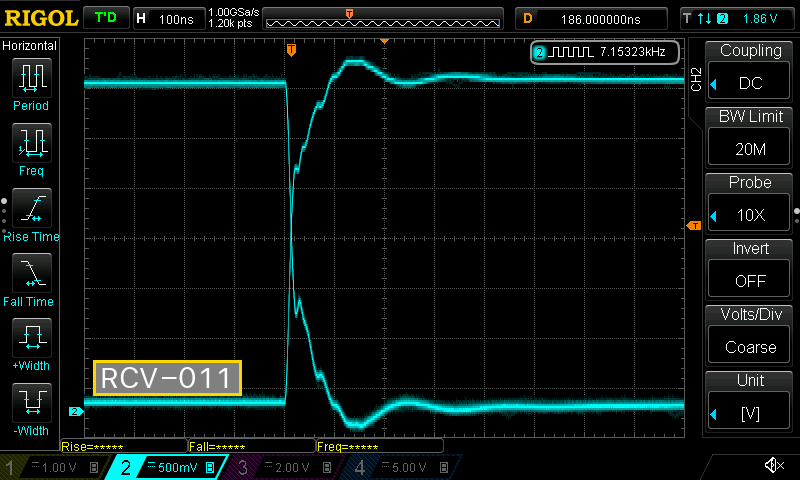 RIGOL T'D H 100ns 1.00GSa/s 1.20k pts D 186.000000ns T 2 1.86 V
Horizontal
Period
Freq
Rise Time
Fall Time
+Width
-Width
T
2 7.15323kHz
T
2
RCV-011
CH2
Coupling
DC
BW Limit
20M
Probe
10X
Invert
OFF
Volts/Div
Coarse
Unit
[V]
Rise=***** Fall=***** Freq=*****
1 1.00 V B 2 500mV B 3 2.00 V B 4 5.00 V B